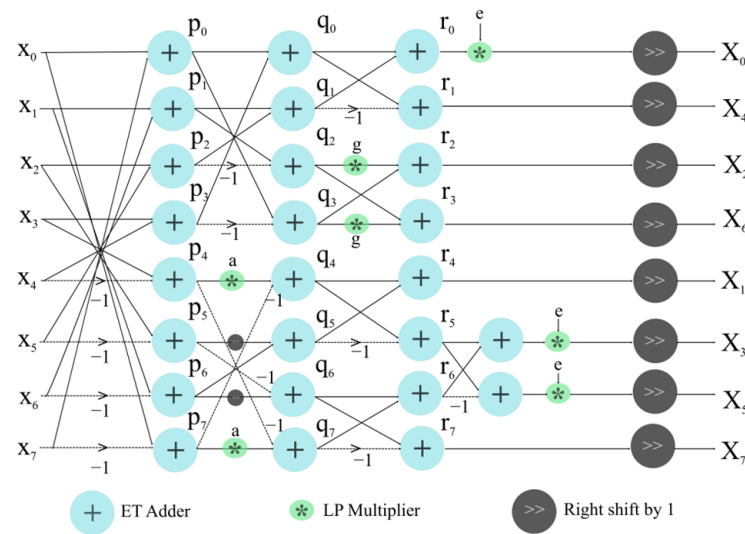 p₀ q₀ r₀ e
x₀ X₀
p₁ q₁ −1 r₁
x₁ X₄
p₂ q₂ g r₂
x₂ −1 X₂
p₃ q₃ r₃
x₃ −1 g X₆
p₄ a q₄ r₄
x₄ −1 −1 X₁
p₅ q₅ r₅ e
x₅ −1 −1 −1 X₃
p₆ q₆ r₆ e
x₆ −1 −1 X₅
p₇ a −1 q₇ r₇
x₇ −1 −1 X₇
ET Adder LP Multiplier >> Right shift by 1